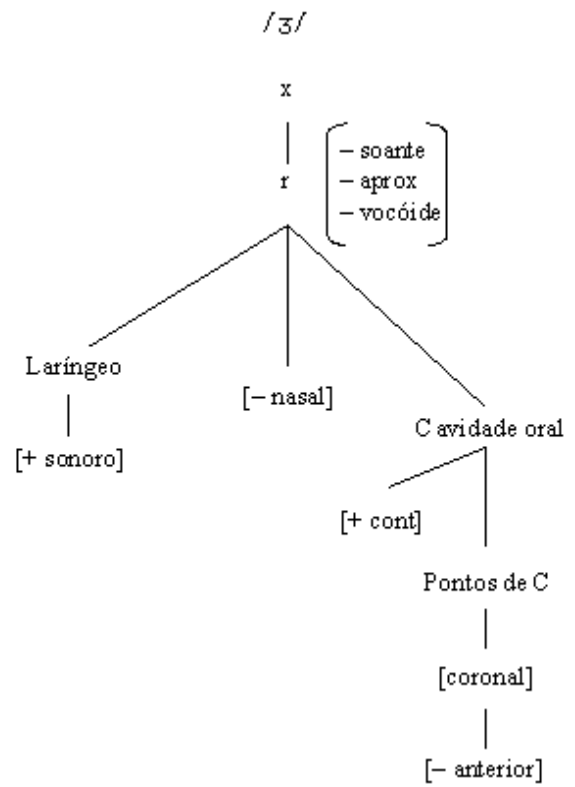 /ʒ/
x
r
– soante
– aprox
– vocóide
Laríngeo
[– nasal]
Cavidade oral
[+ sonoro]
[+ cont]
Pontos de C
[coronal]
[– anterior]